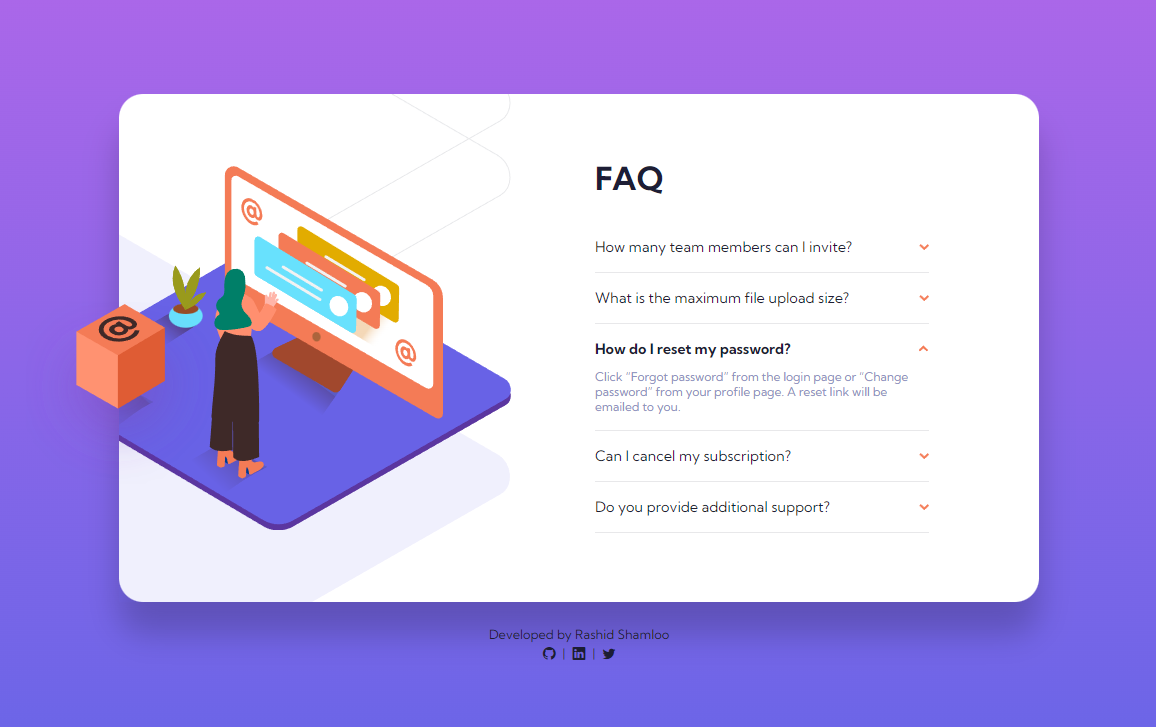 FAQ
How many team members can I invite?
What is the maximum file upload size?
How do I reset my password?
Click “Forgot password” from the login page or “Change
password” from your profile page. A reset link will be
emailed to you.
Can I cancel my subscription?
Do you provide additional support?
Developed by Rashid Shamloo